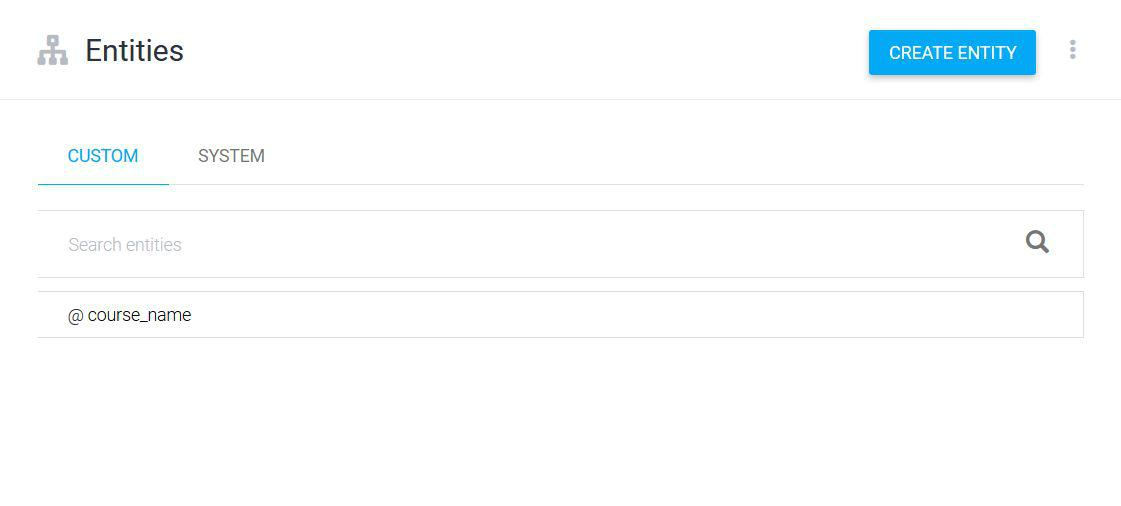 Entities
CREATE ENTITY
CUSTOM SYSTEM
Search entities
@ course_name